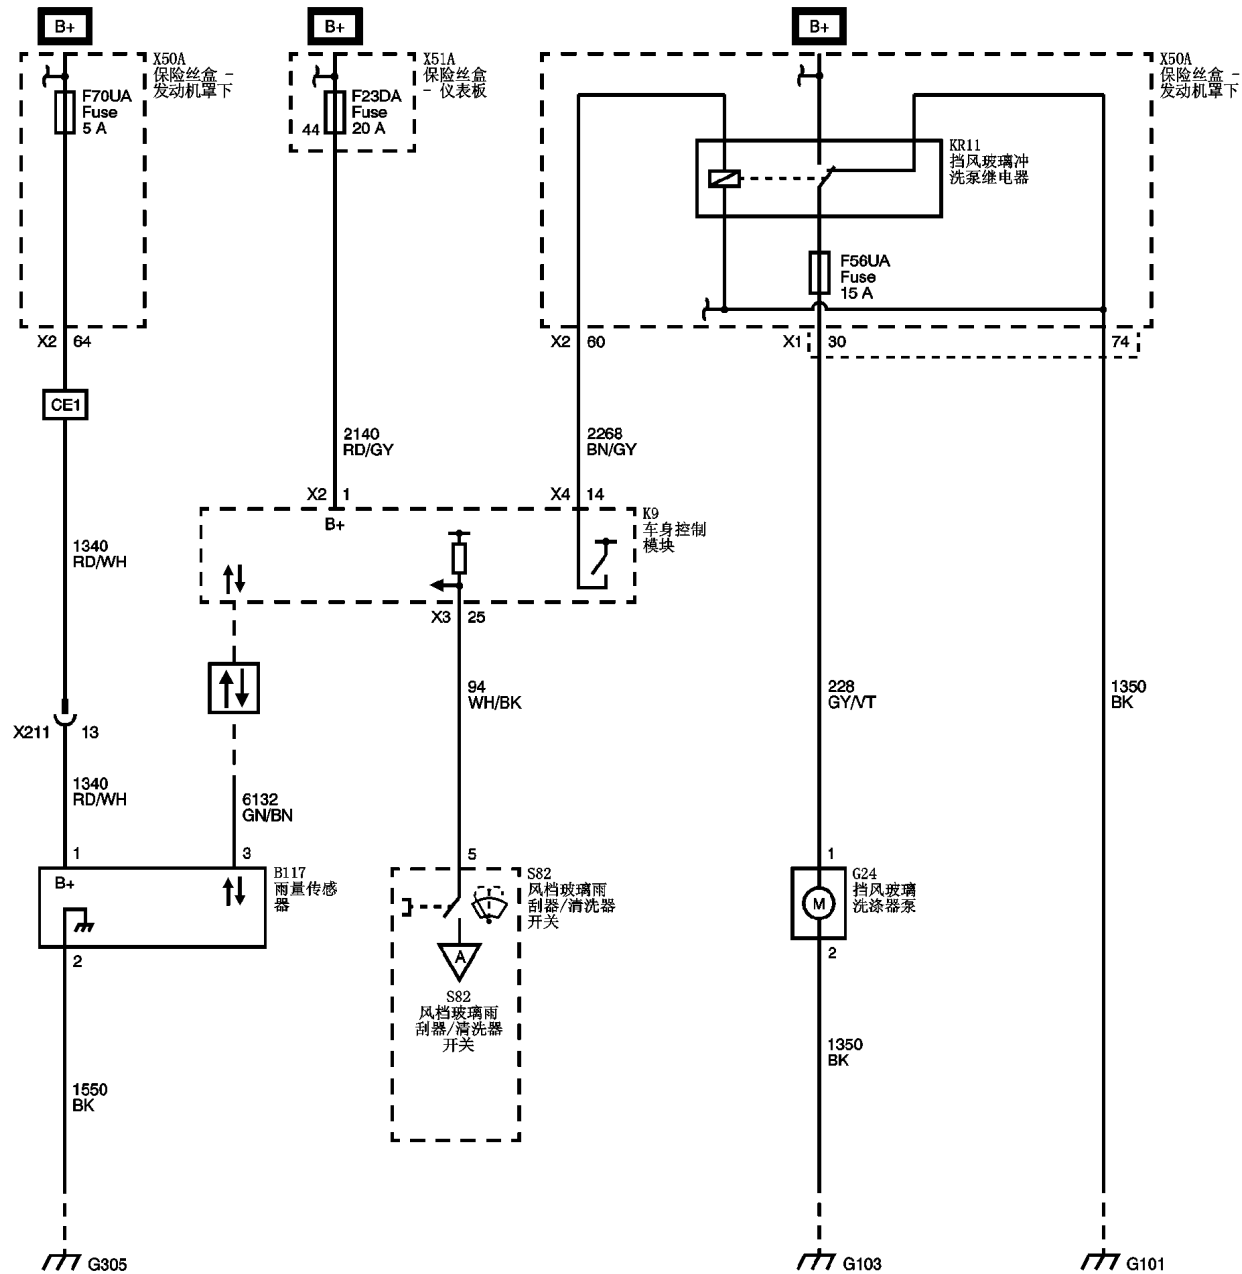 B+
B+
B+
X50A
保险丝盒 -
发动机罩下
F70UA
Fuse
5 A
X51A
保险丝盒
- 仪表板
F23DA
Fuse
20 A
44
X50A
保险丝盒 -
发动机罩下
KR11
挡风玻璃冲
洗泵继电器
F56UA
Fuse
15 A
X2 64
X2 60
X1 30
74
CE1
2140
RD/GY
2268
BN/GY
X2 1
X4 14
B+
K9
车身控制
模块
1340
RD/WH
X3 25
94
WH/BK
228
GY/VT
1350
BK
X211 13
1340
RD/WH
6132
GN/BN
1
3
5
1
B+
B117
雨量传感
器
S82
风档玻璃雨
刮器/清洗器
开关
G24
挡风玻璃
洗涤器泵
M
2
A
2
S82
风档玻璃雨
刮器/清洗器
开关
1350
BK
1550
BK
G305
G103
G101